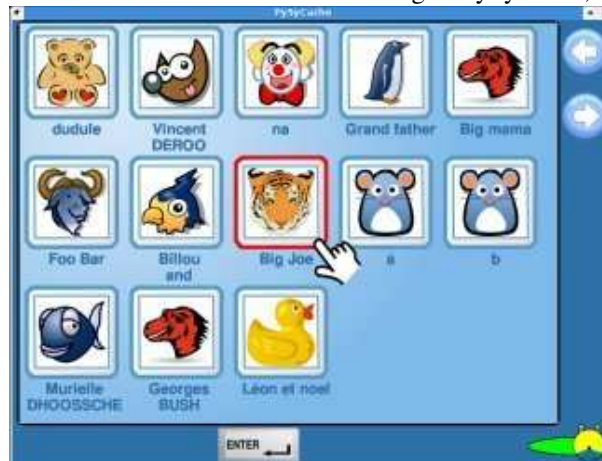 PySyCache
dudule
Vincent
DEROO
na
Grand father
Big mama
Foo Bar
Billou
and
Big Joe
a
b
Murielle
DHOOSSCHE
Georges
BUSH
Léon et noel
ENTER